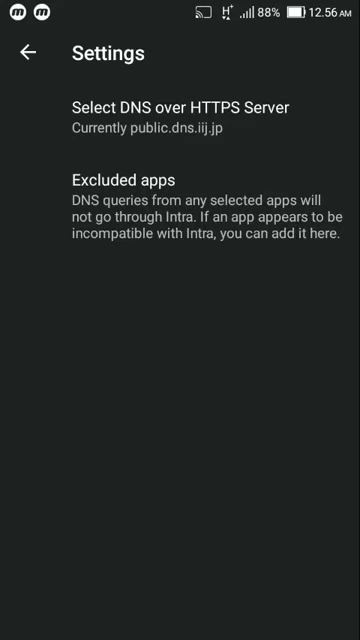 88% 12.56 AM
Settings
Select DNS over HTTPS Server
Currently public.dns.iij.jp
Excluded apps
DNS queries from any selected apps will
not go through Intra. If an app appears to be
incompatible with Intra, you can add it here.